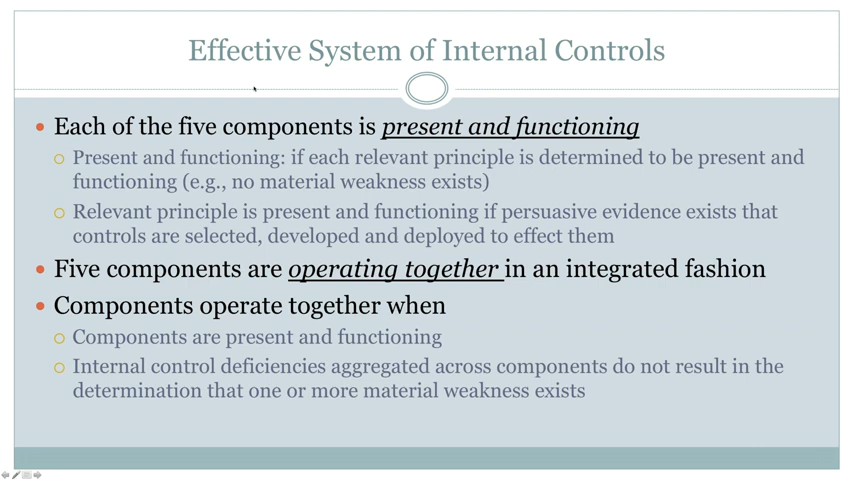 Effective System of Internal Controls
Each of the five components is present and functioning
Present and functioning: if each relevant principle is determined to be present and
functioning (e.g., no material weakness exists)
Relevant principle is present and functioning if persuasive evidence exists that
controls are selected, developed and deployed to effect them
Five components are operating together in an integrated fashion
Components operate together when
Components are present and functioning
Internal control deficiencies aggregated across components do not result in the
determination that one or more material weakness exists